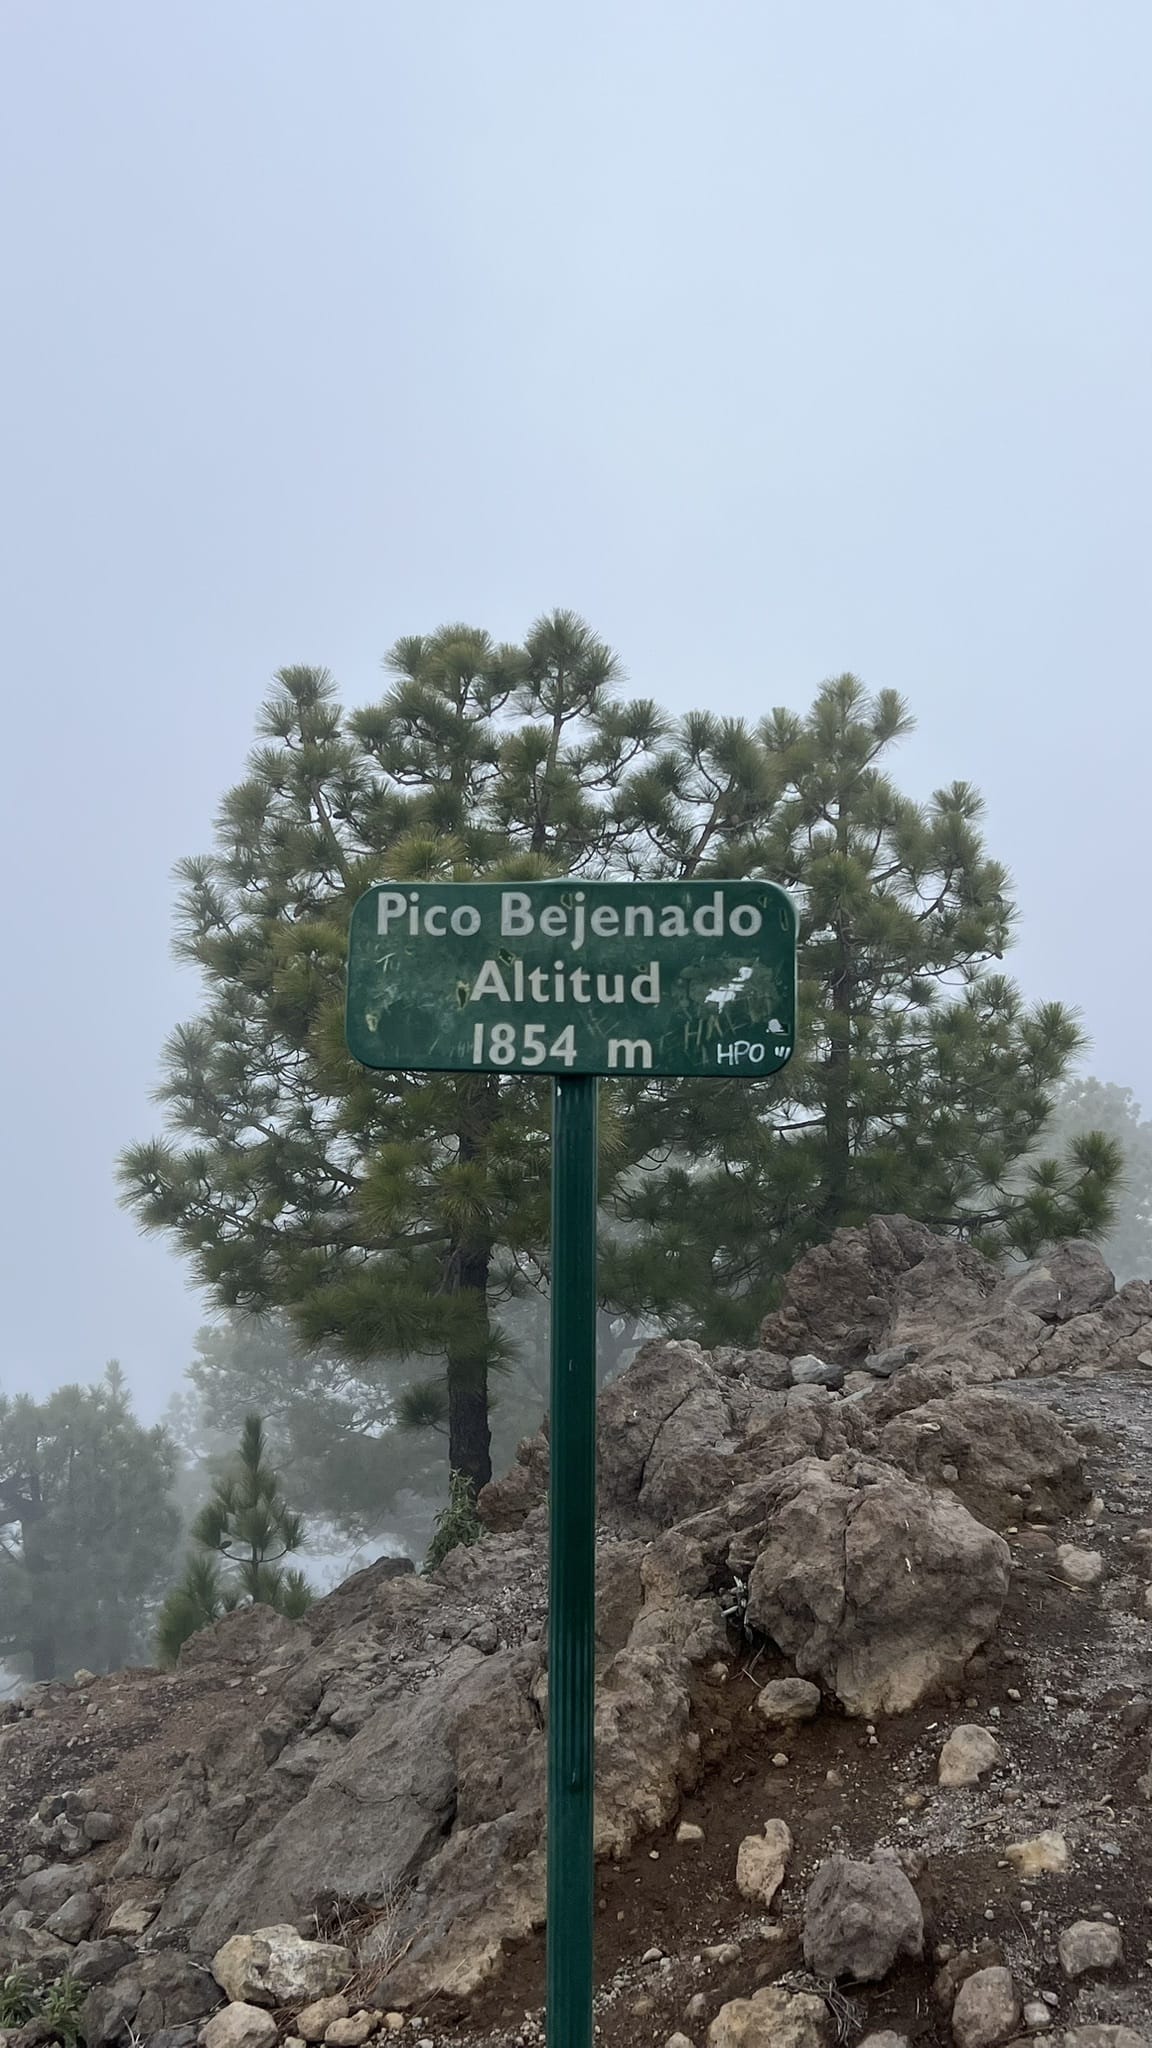 Pico Bejenado
Altitud
1854 m
HPO